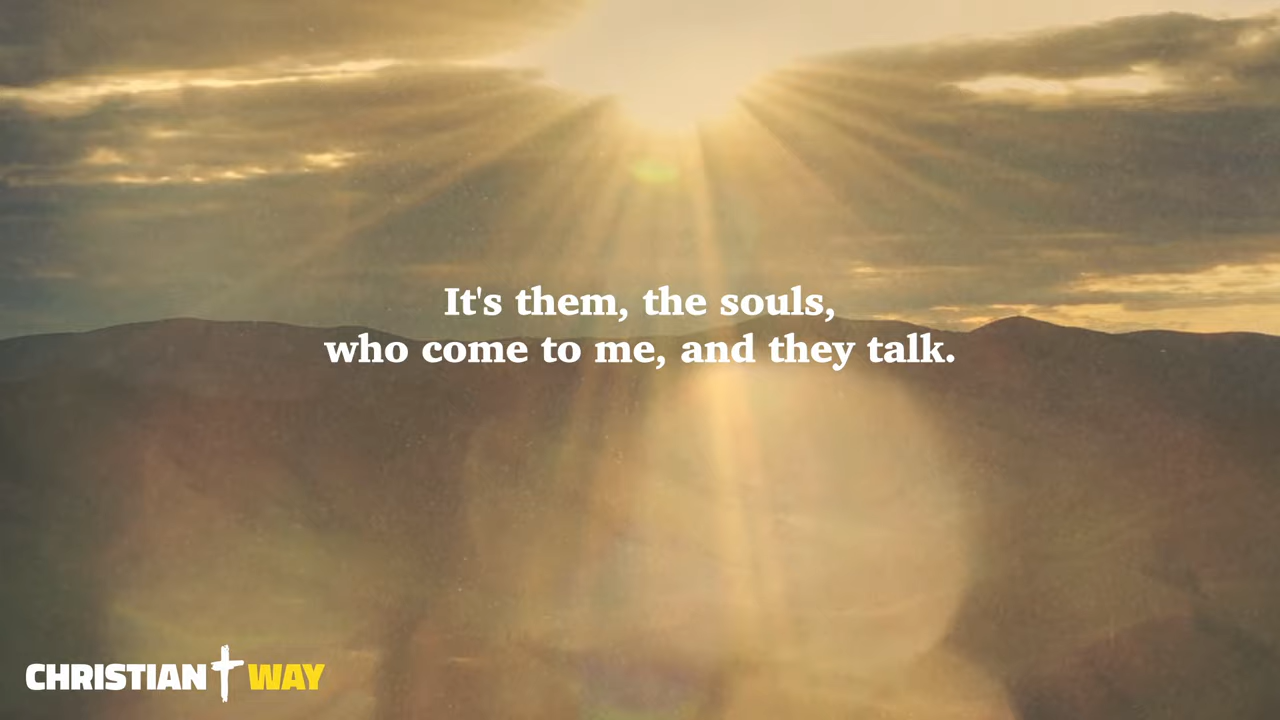 It's them, the souls,
who come to me, and they talk.
CHRISTIAN WAY